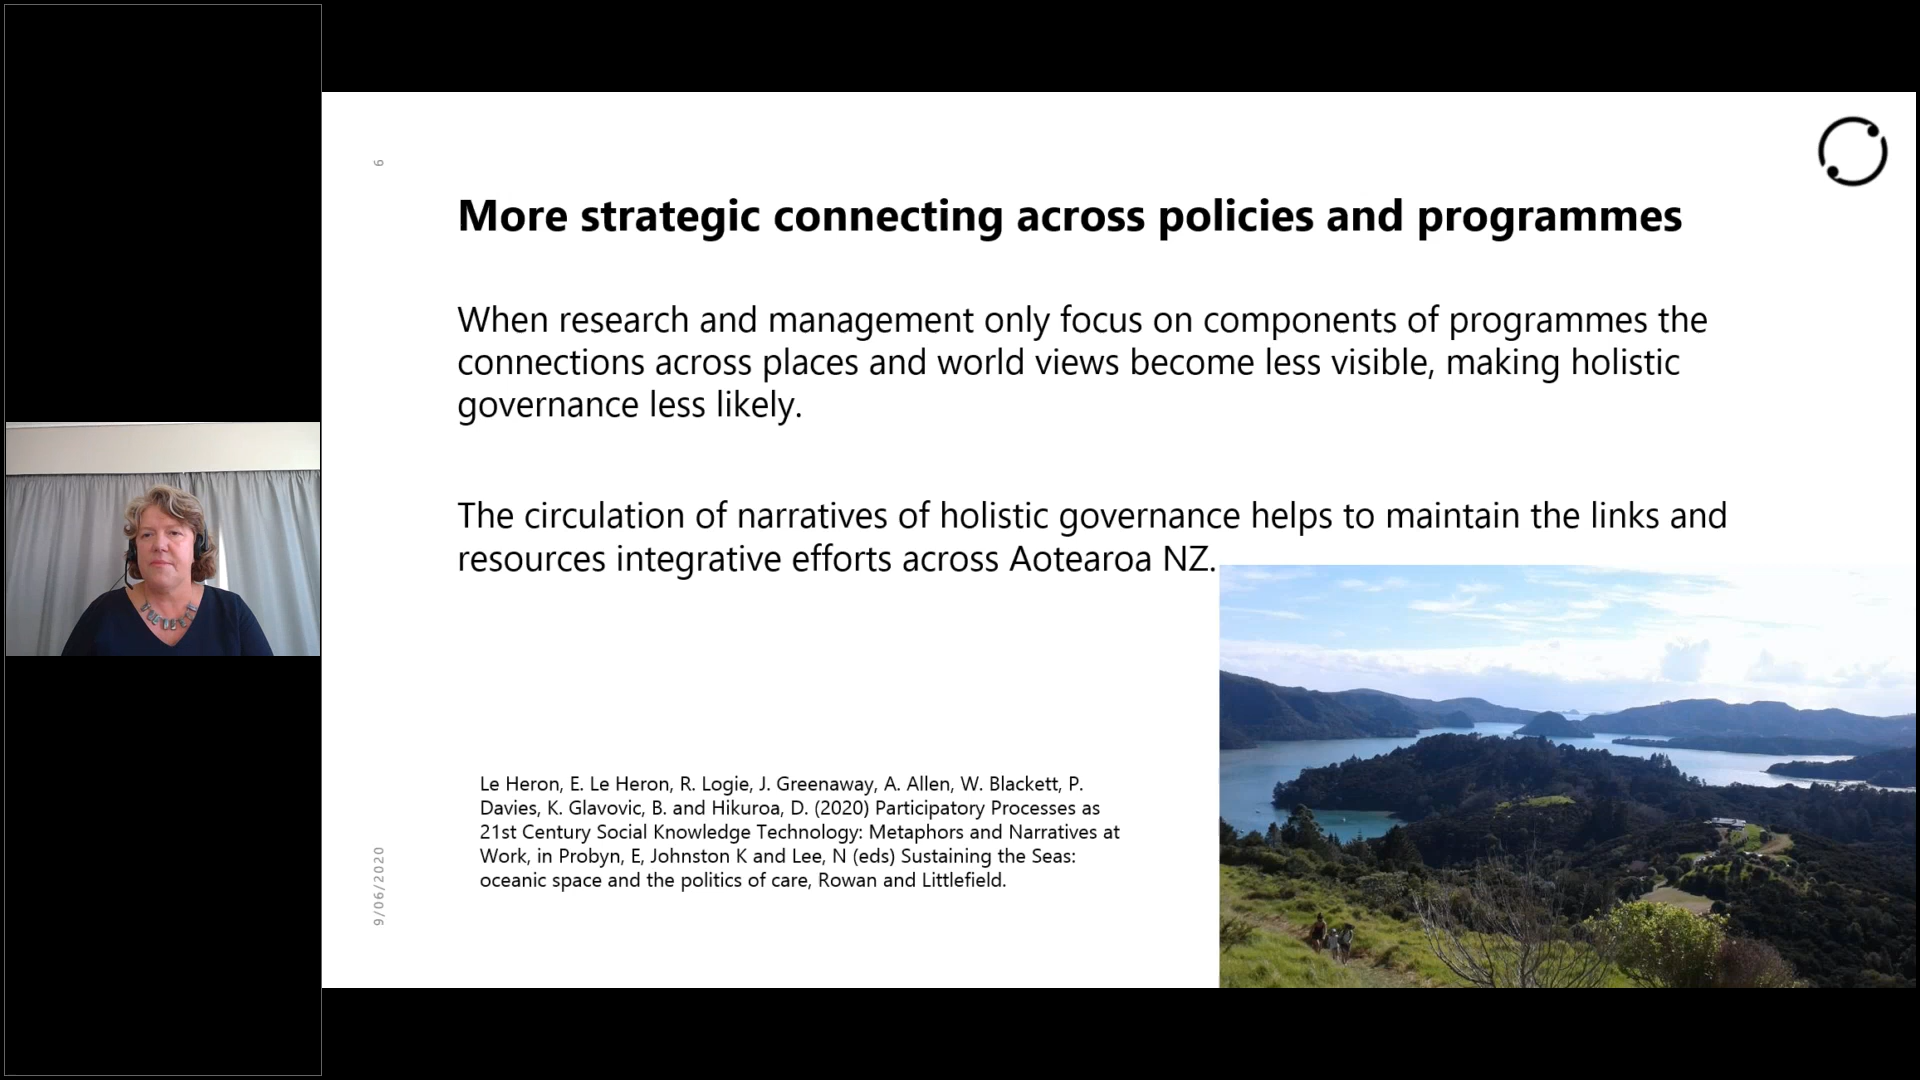 6
More strategic connecting across policies and programmes
When research and management only focus on components of programmes the
connections across places and world views become less visible, making holistic
governance less likely.
The circulation of narratives of holistic governance helps to maintain the links and
resources integrative efforts across Aotearoa NZ.
Le Heron, E. Le Heron, R. Logie, J. Greenaway, A. Allen, W. Blackett, P.
Davies, K. Glavovic, B. and Hikuroa, D. (2020) Participatory Processes as
21st Century Social Knowledge Technology: Metaphors and Narratives at
Work, in Probyn, E, Johnston K and Lee, N (eds) Sustaining the Seas:
oceanic space and the politics of care, Rowan and Littlefield.
9/06/2020